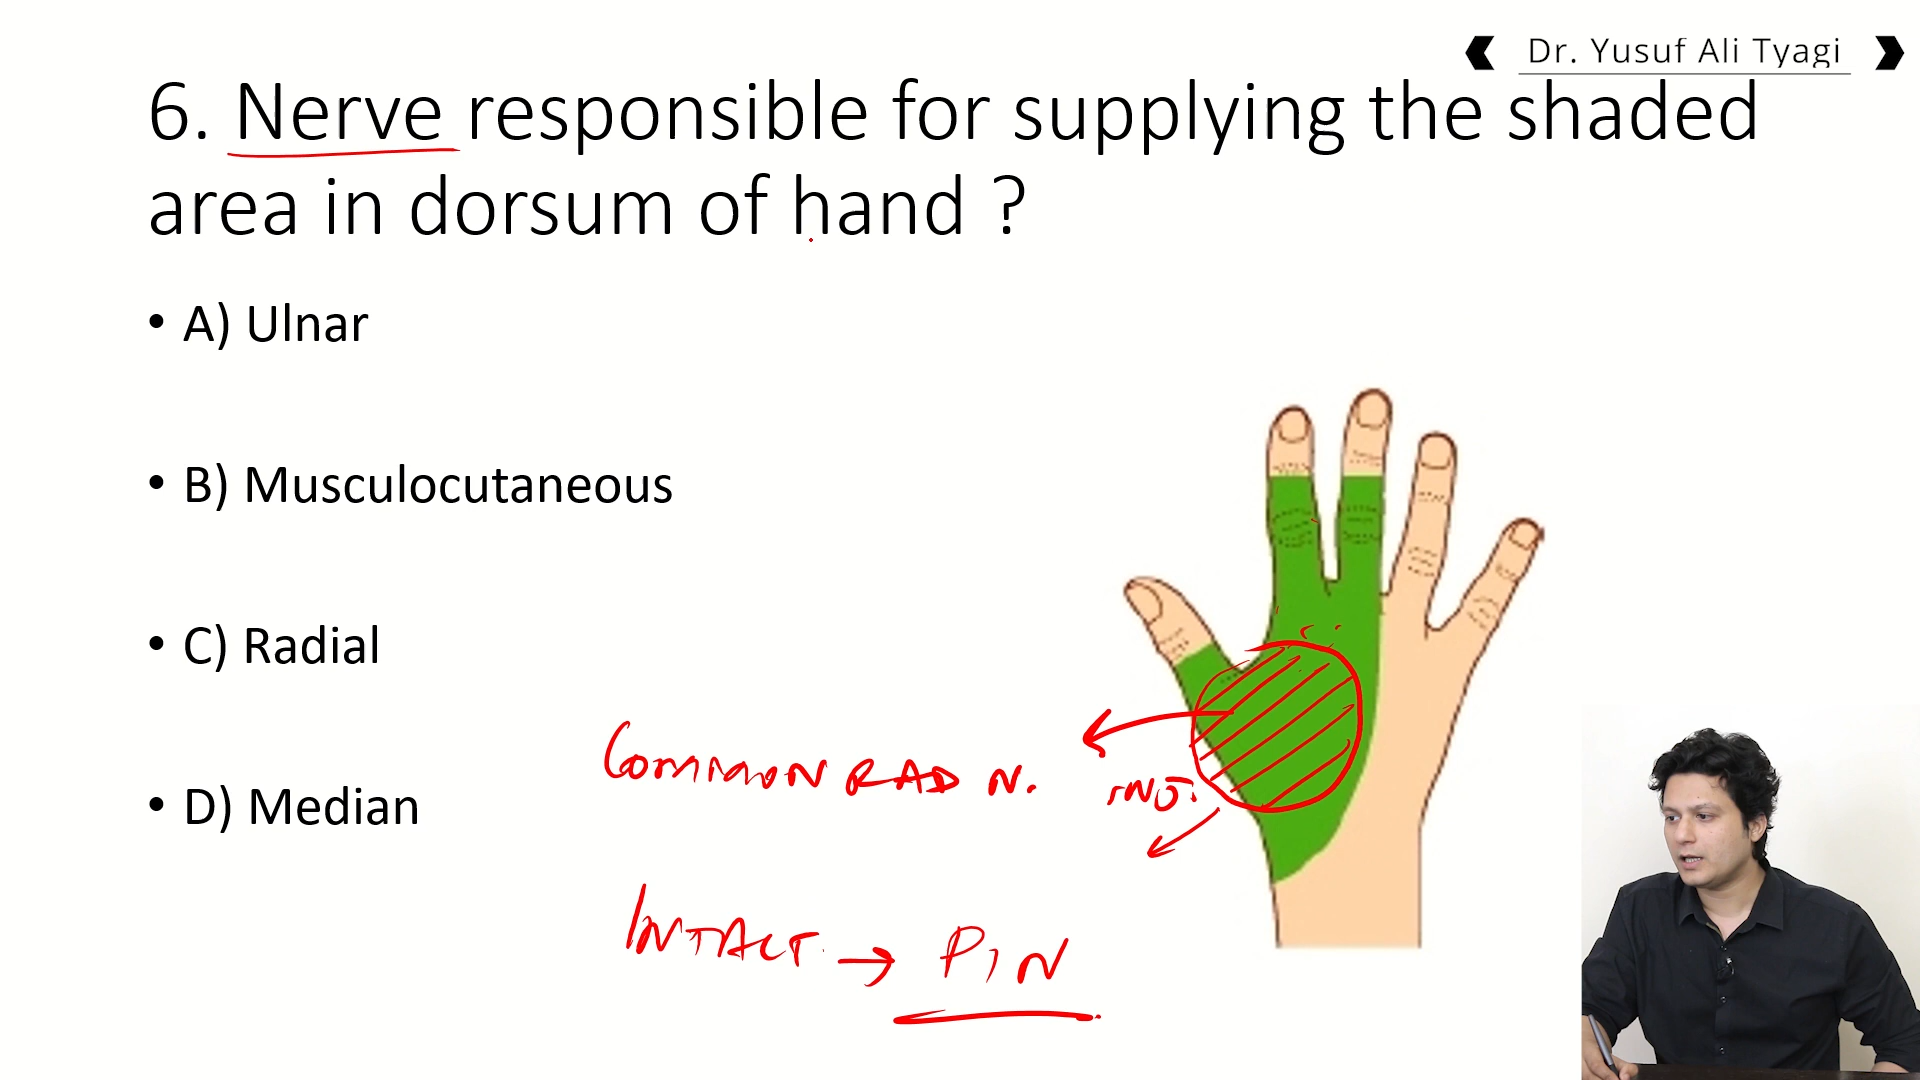 Dr. Yusuf Ali Tyagi
6. Nerve responsible for supplying the shaded
area in dorsum of hand ?
• A) Ulnar
• B) Musculocutaneous
• C) Radial
• D) Median
COMMON RAD N.
INTACT → PIN